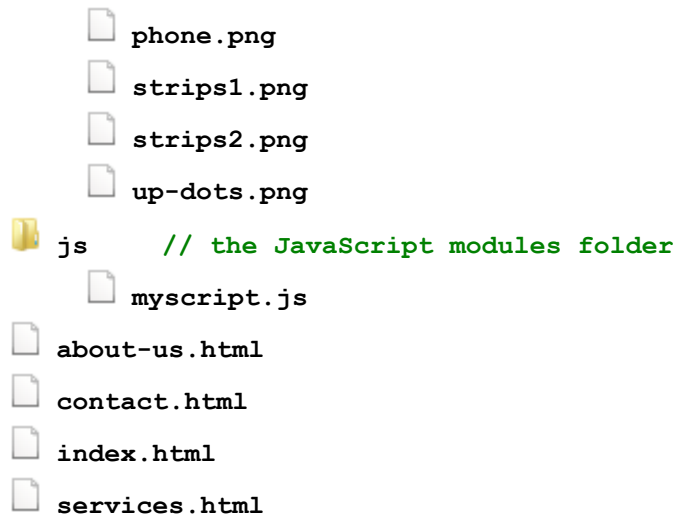 phone.png
strips1.png
strips2.png
up-dots.png
js // the JavaScript modules folder
myscript.js
about-us.html
contact.html
index.html
services.html